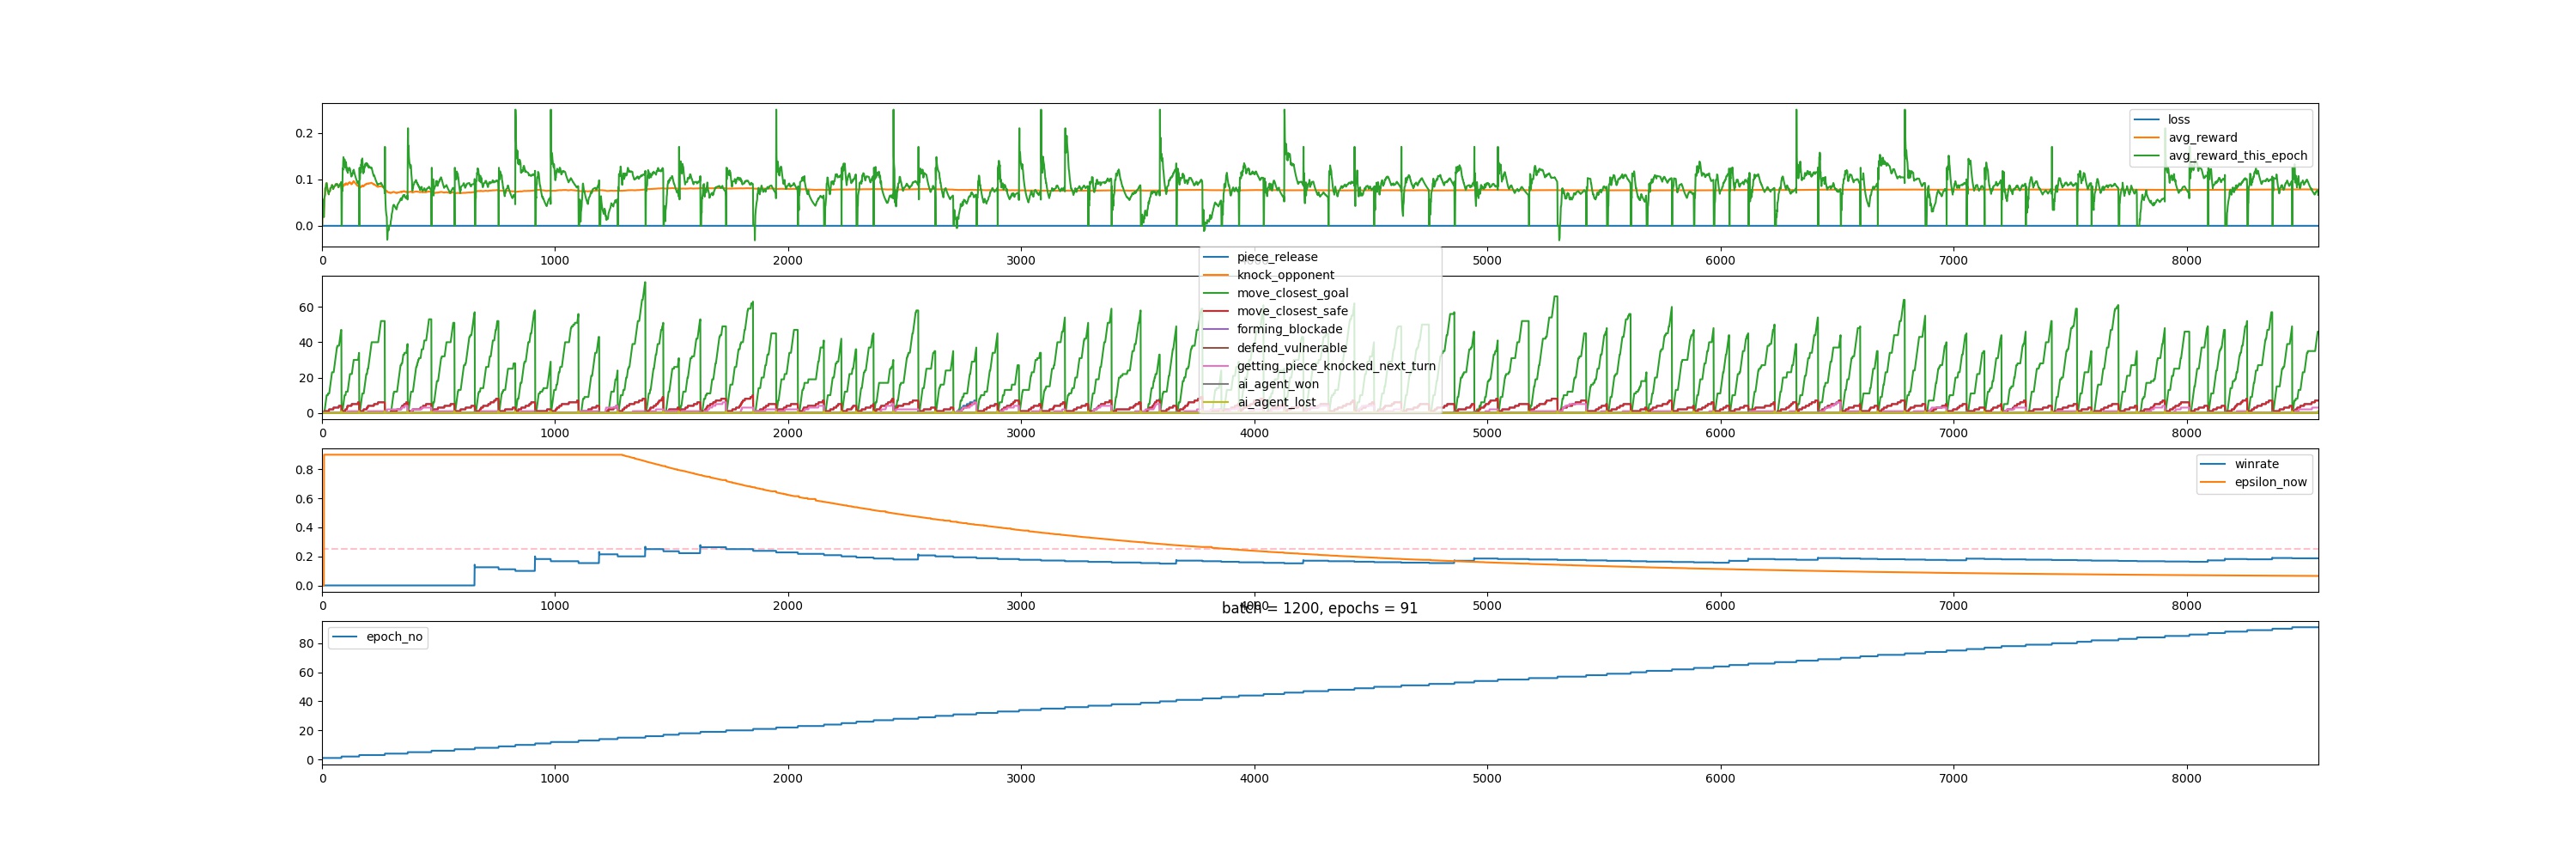 0.2
0.1
0.0
loss
avg_reward
avg_reward_this_epoch
0 1000 2000 3000 4000 5000 6000 7000 8000
60
40
20
0
piece_release
knock_opponent
move_closest_goal
move_closest_safe
forming_blockade
defend_vulnerable
getting_piece_knocked_next_turn
ai_agent_won
ai_agent_lost
0 1000 2000 3000 4000 5000 6000 7000 8000
0.8
0.6
0.4
0.2
0.0
winrate
epsilon_now
0 1000 2000 3000 4000 5000 6000 7000 8000
batch = 1200, epochs = 91
80
60
40
20
0
epoch_no
0 1000 2000 3000 4000 5000 6000 7000 8000